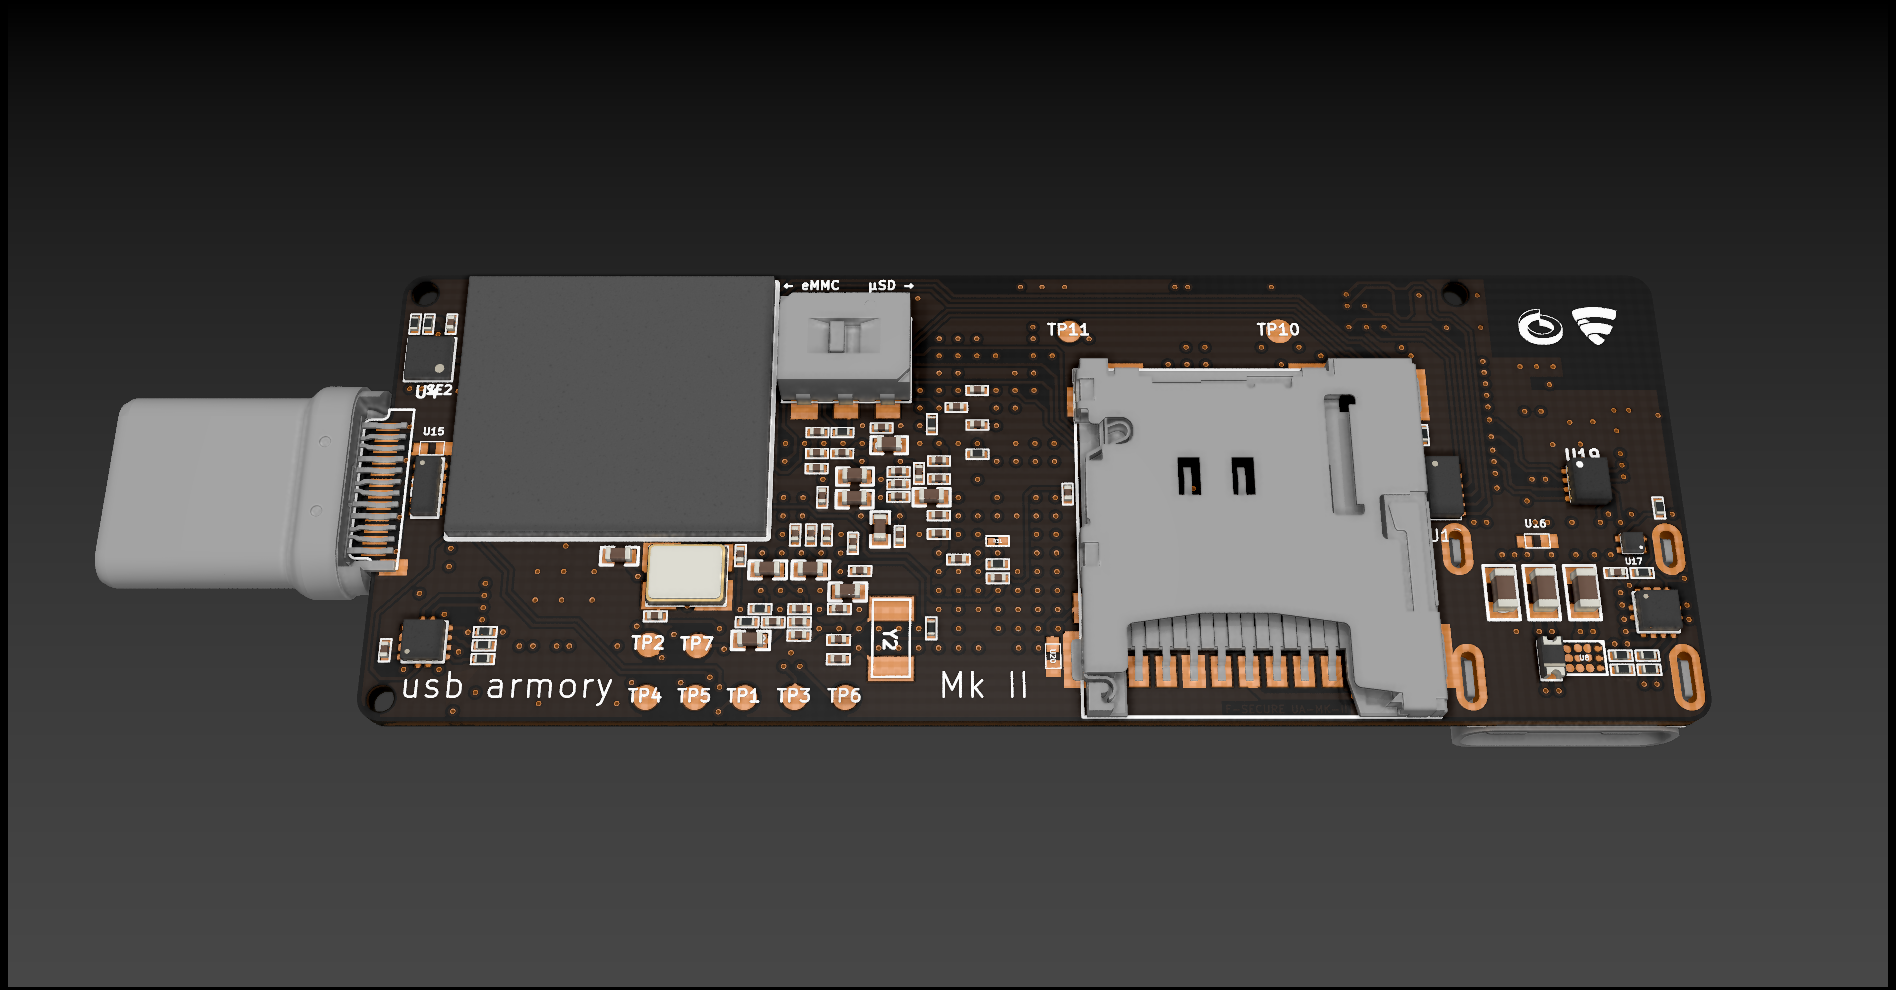 ← eMMC µSD →
TP11
TP10
U15
U16
U17
TP2 TP7
Y2
usb armory
TP4 TP5 TP1 TP3 TP6
Mk II